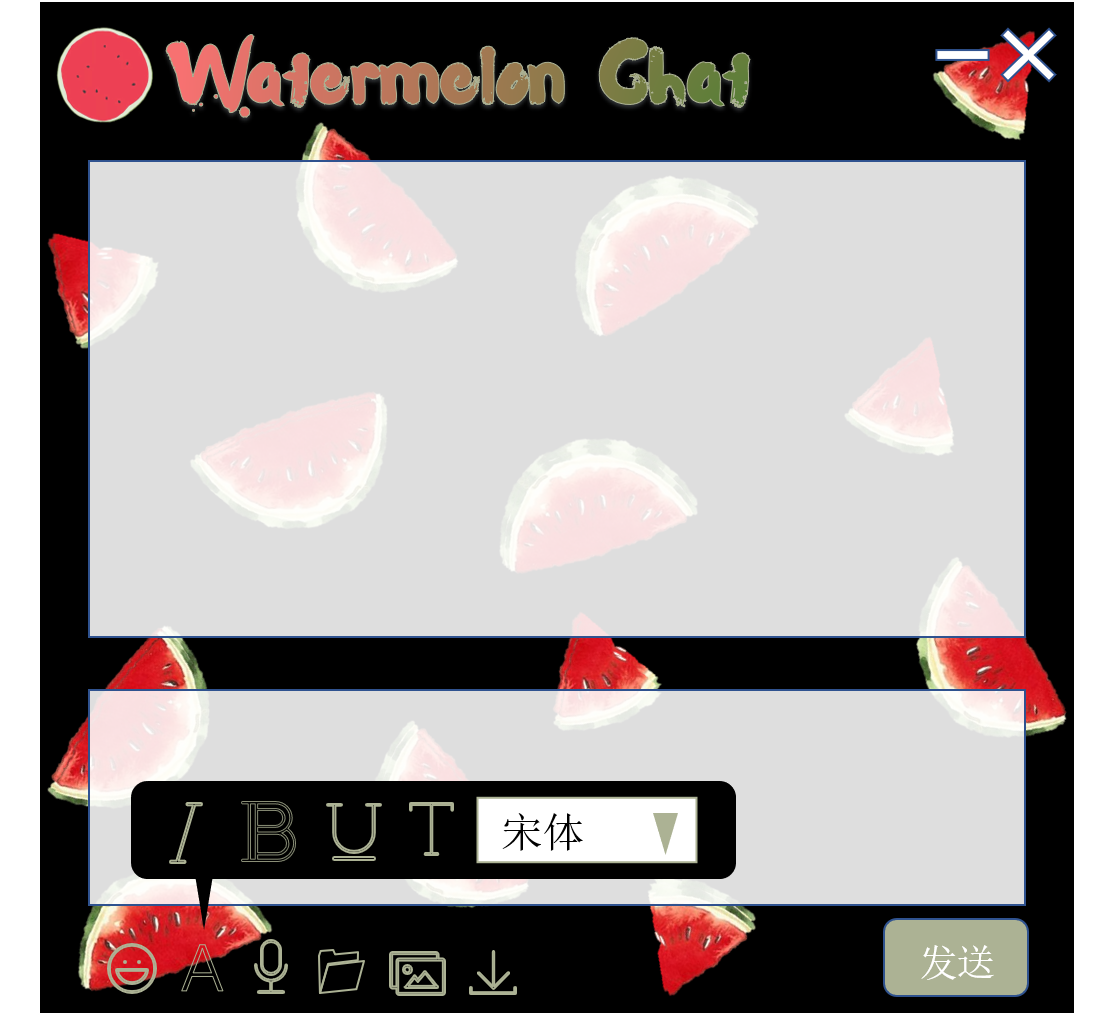 Watermelon Chat
I B U T 宋体
A
发送